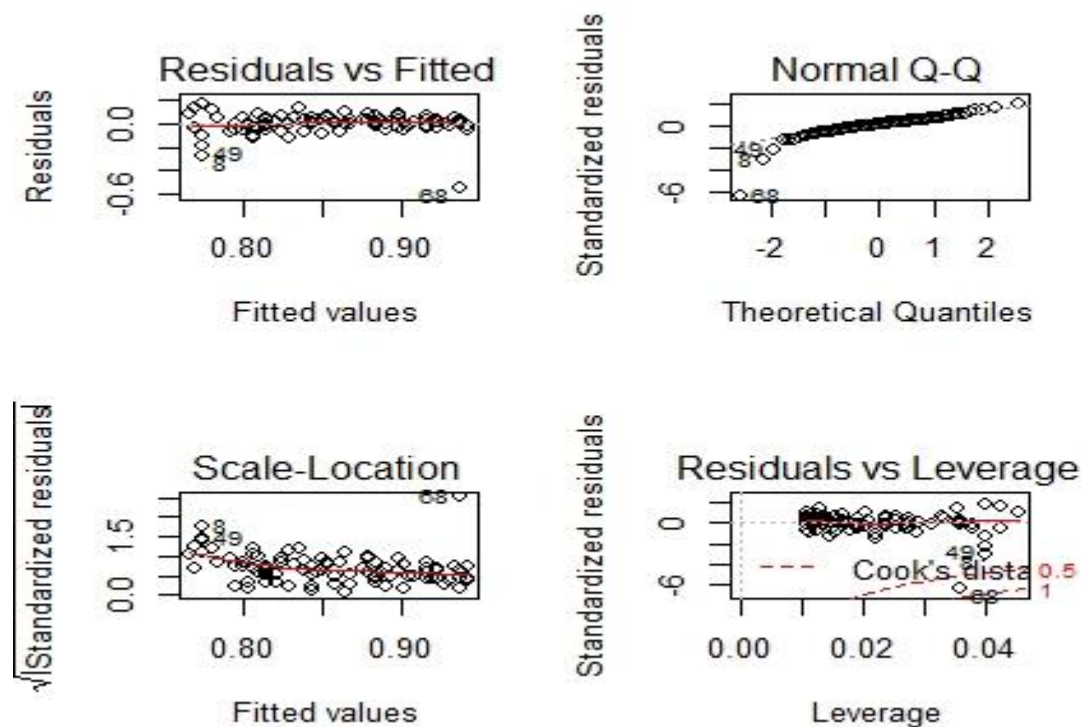 Residuals vs Fitted
Residuals
0.0
-0.6
49
8
68
0.80 0.90
Fitted values
Normal Q-Q
Standardized residuals
0
-6
49
8
68
-2 0 1 2
Theoretical Quantiles
Scale-Location
√|Standardized residuals|
1.5
0.0
68
8
49
0.80 0.90
Fitted values
Residuals vs Leverage
Standardized residuals
0
-6
49
8
Cook's dista
68
0.5
1
0.00 0.02 0.04
Leverage